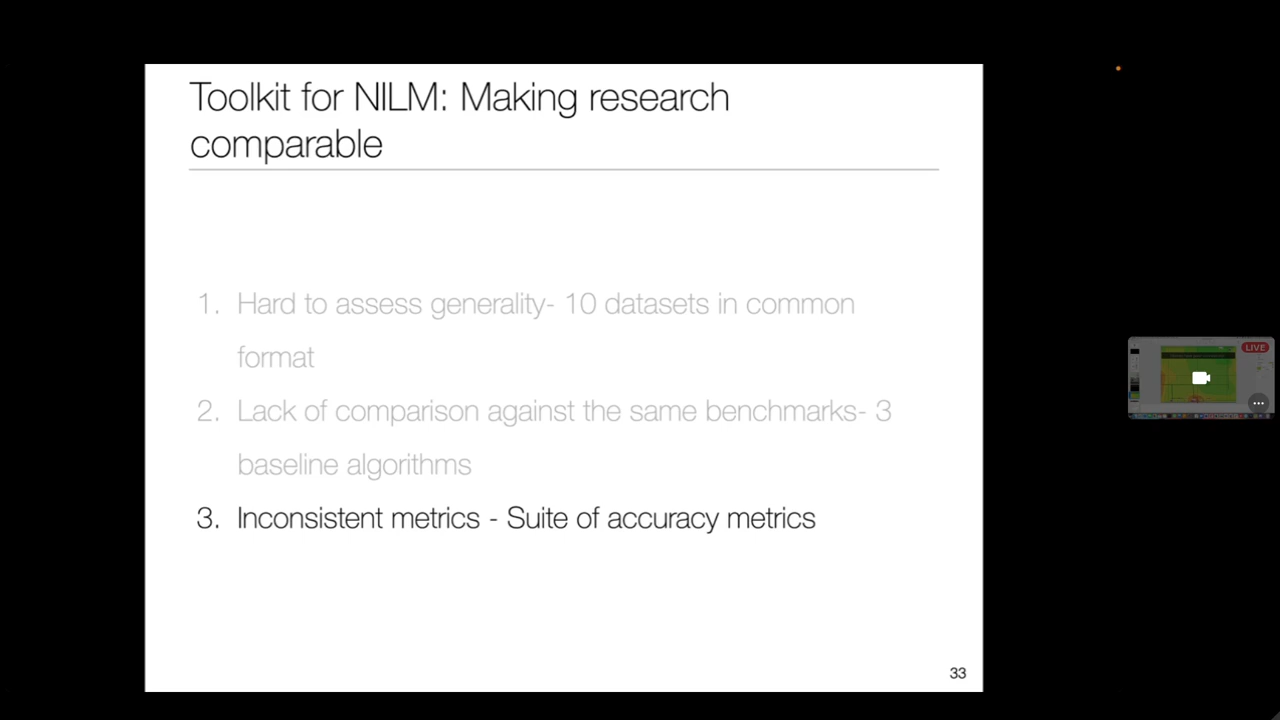 Toolkit for NILM: Making research
comparable
1. Hard to assess generality- 10 datasets in common
format
2. Lack of comparison against the same benchmarks- 3
baseline algorithms
3. Inconsistent metrics - Suite of accuracy metrics
33
LIVE